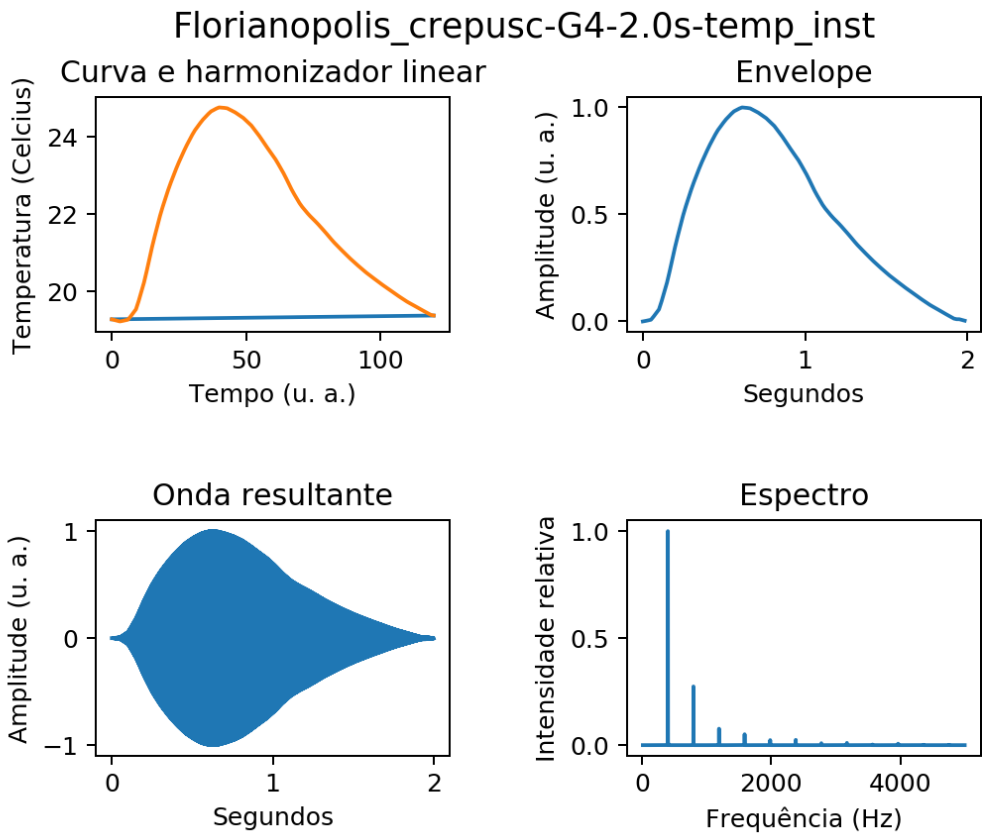 Florianopolis_crepusc-G4-2.0s-temp_inst
Curva e harmonizador linear
Temperatura (Celcius)
24
22
20
0
50
100
Tempo (u. a.)
Envelope
Amplitude (u. a.)
1.0
0.5
0.0
0
1
2
Segundos
Onda resultante
Amplitude (u. a.)
1
0
−1
0
1
2
Segundos
Espectro
Intensidade relativa
1.0
0.5
0.0
0
2000
4000
Frequência (Hz)